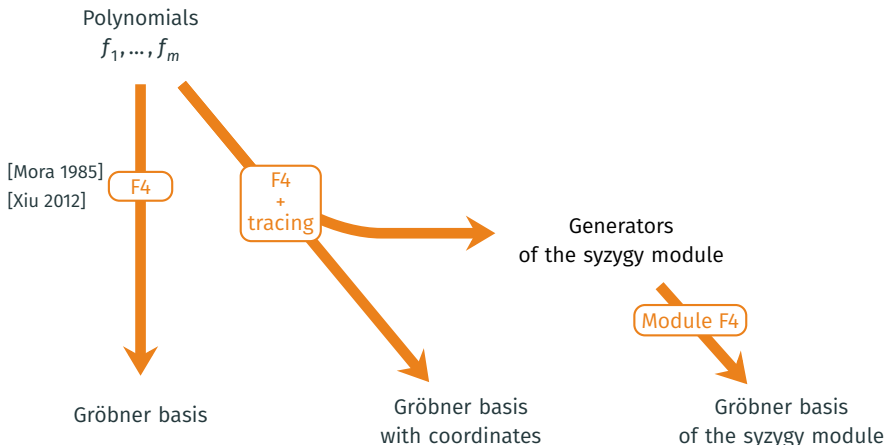 Polynomials
f₁,…,fₘ
[Mora 1985]
[Xiu 2012]
F4
F4
+
tracing
Generators
of the syzygy module
Module F4
Gröbner basis
Gröbner basis
with coordinates
Gröbner basis
of the syzygy module